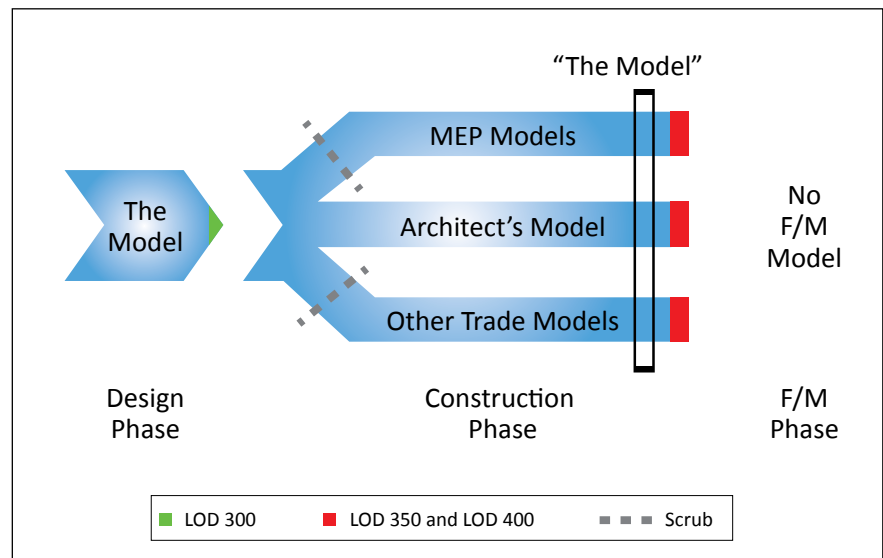 “The Model”
MEP Models
The
Model
Architect’s Model
No
F/M
Model
Other Trade Models
Design
Phase
Construction
Phase
F/M
Phase
LOD 300
LOD 350 and LOD 400
Scrub